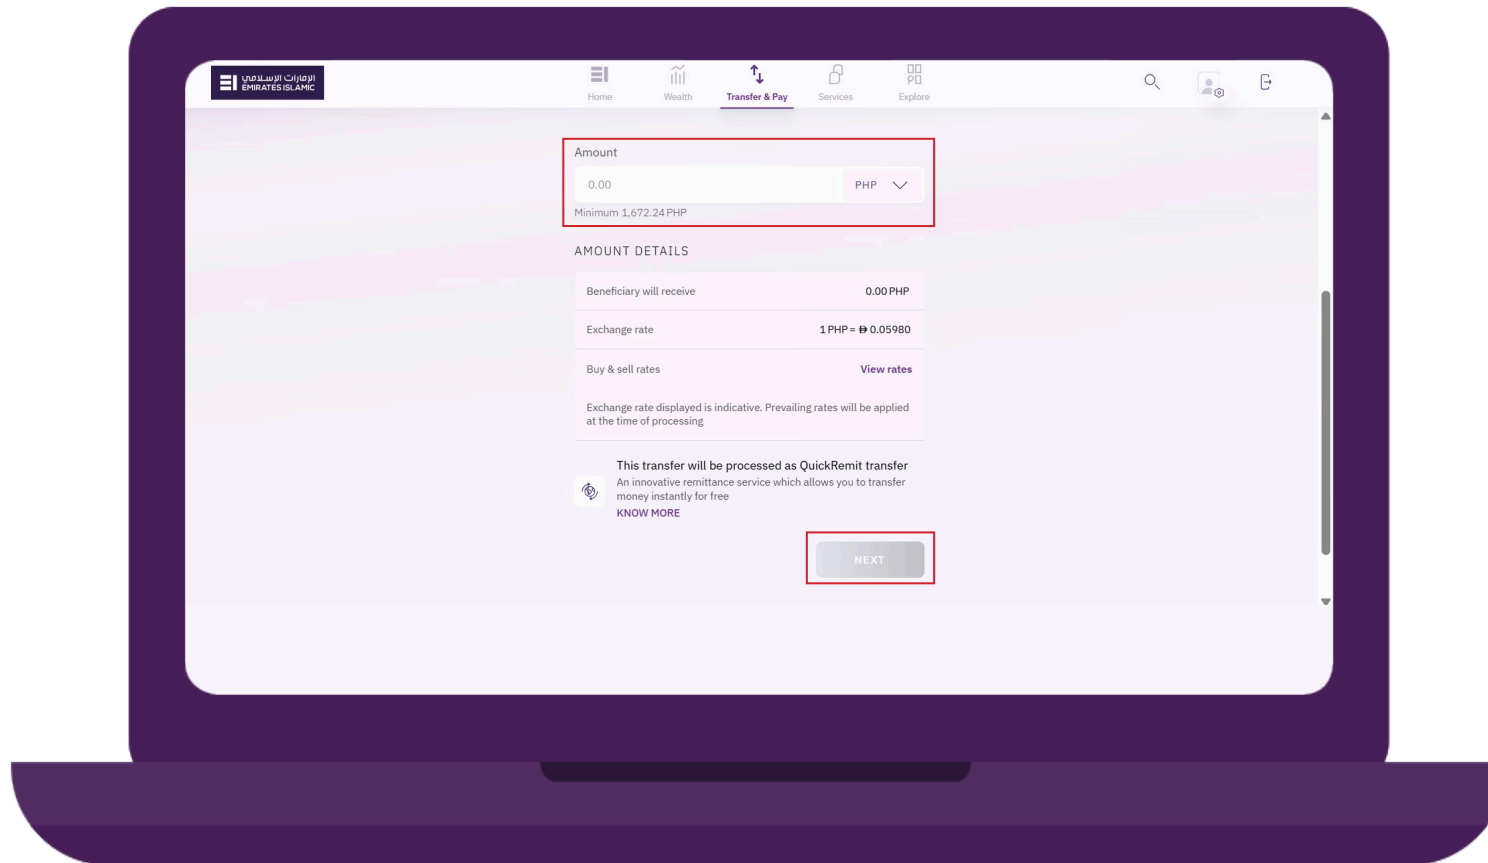 الإمارات الإسلامي
EMIRATES ISLAMIC
Home
Wealth
Transfer & Pay
Services
Explore
Amount
0.00
PHP
Minimum 1,672.24 PHP
AMOUNT DETAILS
Beneficiary will receive 0.00 PHP
Exchange rate 1 PHP = 0.05980
Buy & sell rates View rates
Exchange rate displayed is indicative. Prevailing rates will be applied
at the time of processing
This transfer will be processed as QuickRemit transfer
An innovative remittance service which allows you to transfer
money instantly for free
KNOW MORE
NEXT